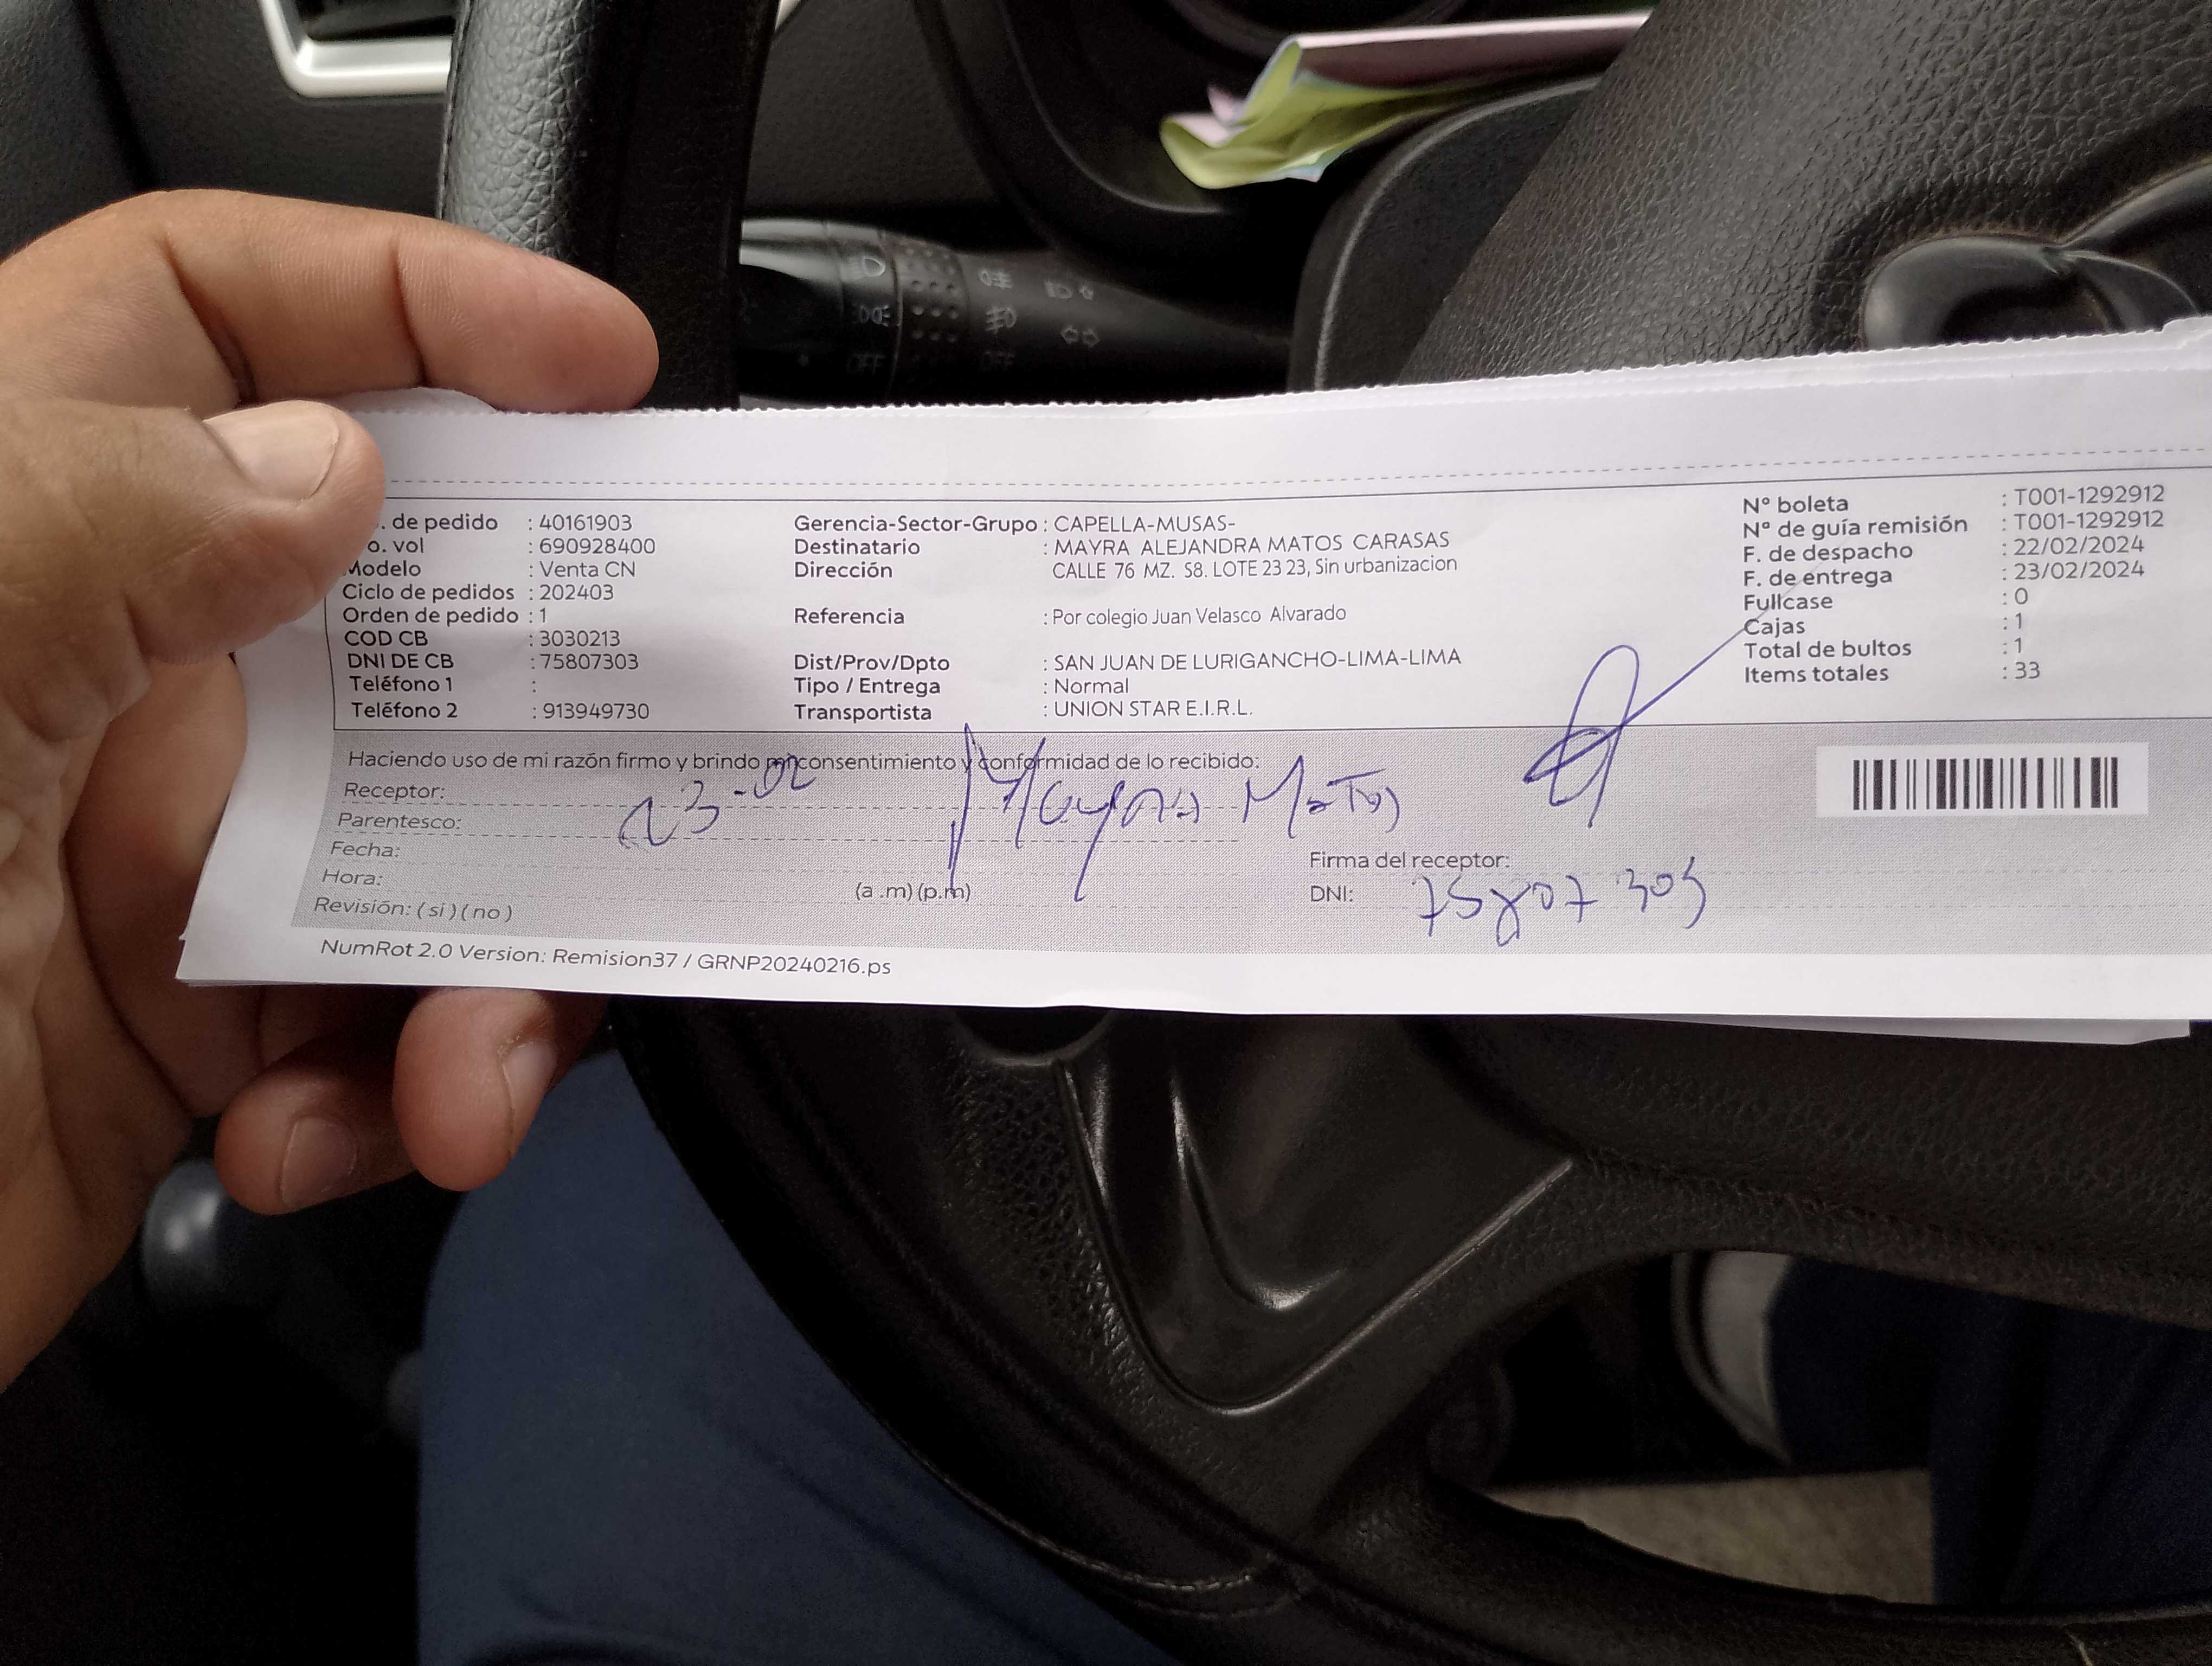 . de pedido : 40161903
o. vol : 690928400
Modelo : Venta CN
Ciclo de pedidos : 202403
Orden de pedido : 1
COD CB : 3030213
DNI DE CB : 75807303
Teléfono 1 :
Teléfono 2 : 913949730
Gerencia-Sector-Grupo : CAPELLA-MUSAS-
Destinatario : MAYRA ALEJANDRA MATOS CARASAS
Dirección CALLE 76 MZ. S8. LOTE 23 23, Sin urbanizacion
Referencia : Por colegio Juan Velasco Alvarado
Dist/Prov/Dpto : SAN JUAN DE LURIGANCHO-LIMA-LIMA
Tipo / Entrega : Normal
Transportista : UNION STAR E.I.R.L.
N° boleta : T001-1292912
N° de guía remisión : T001-1292912
F. de despacho : 22/02/2024
F. de entrega : 23/02/2024
Fullcase : 0
Cajas : 1
Total de bultos : 1
Items totales : 33
Haciendo uso de mi razón firmo y brindo mi consentimiento y conformidad de lo recibido:
Receptor:
Parentesco:
23-02 Mayra Matos
Fecha:
Hora: (a .m) (p.m)
Revisión: ( si ) ( no )
Firma del receptor:
DNI: 75807303
NumRot 2.0 Version: Remision37 / GRNP20240216.ps
OFF
OFF